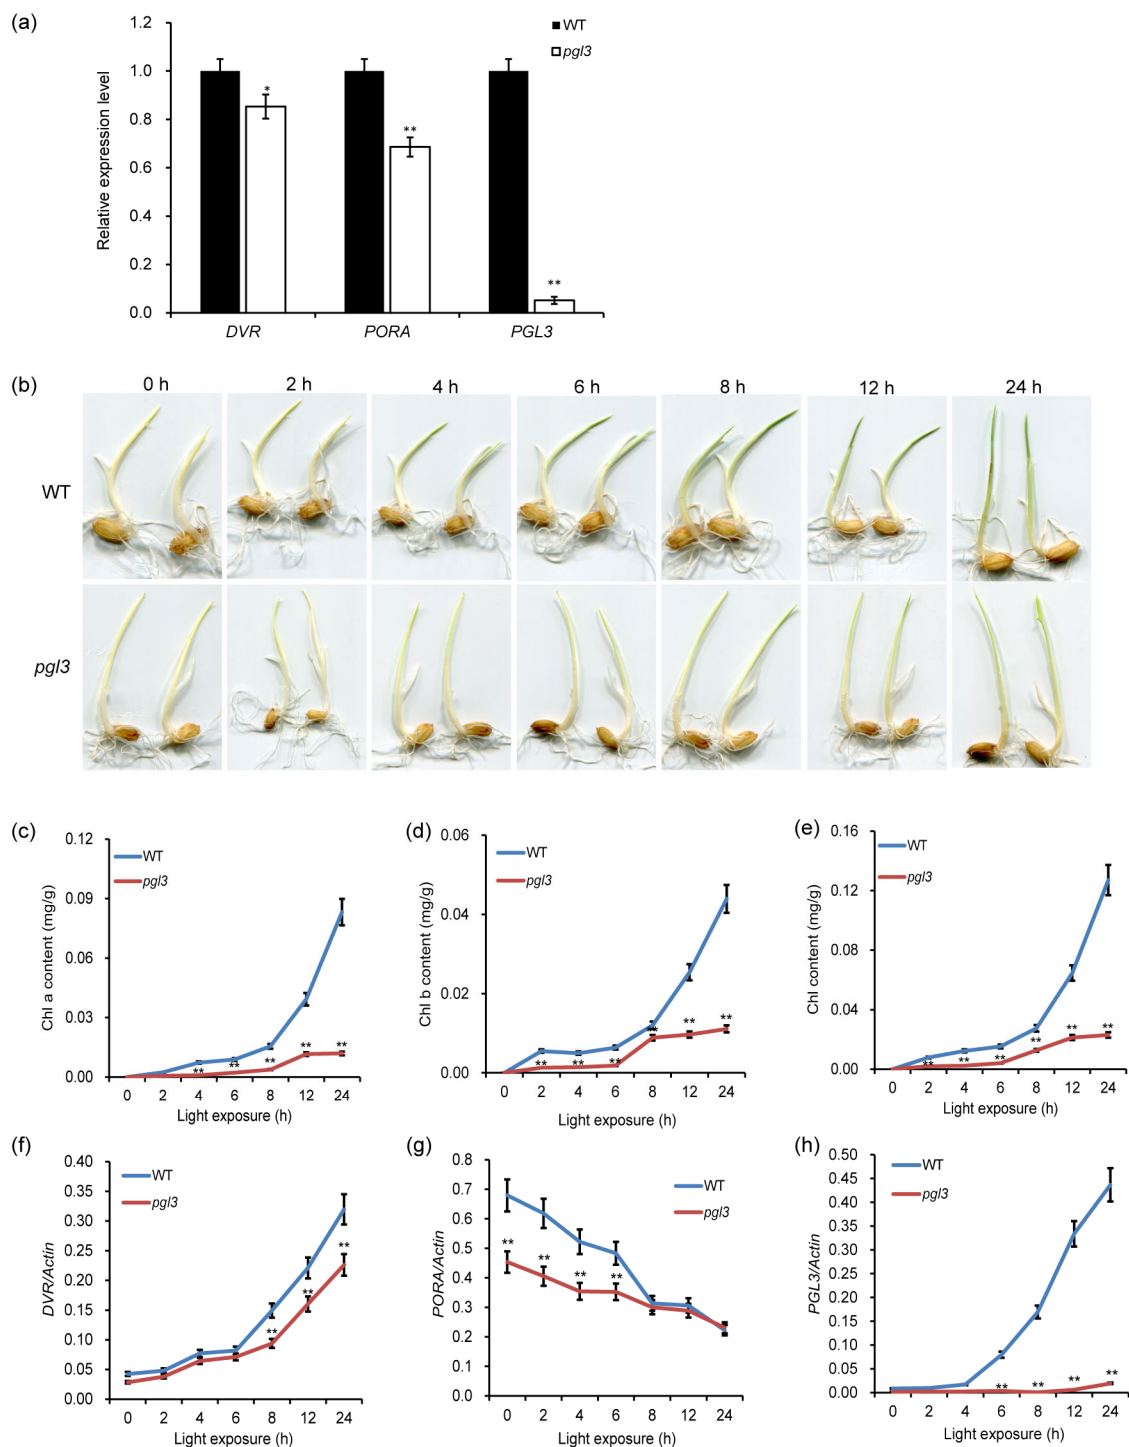 (a)
1.2
1.0
0.8
0.6
0.4
0.2
0.0
Relative expression level
WT
pgl3
*
**
**
DVR PORA PGL3
(b)
0 h 2 h 4 h 6 h 8 h 12 h 24 h
WT
pgl3
(c)
0.12
0.09
0.06
0.03
0.00
Chl a content (mg/g)
WT
pgl3
** ** ** ** **
0 2 4 6 8 12 24
Light exposure (h)
(d)
0.06
0.04
0.02
0.00
Chl b content (mg/g)
WT
pgl3
** ** ** ** ** **
0 2 4 6 8 12 24
Light exposure (h)
(e)
0.16
0.12
0.08
0.04
0.00
Chl content (mg/g)
WT
pgl3
** ** ** ** ** **
0 2 4 6 8 12 24
Light exposure (h)
(f)
0.40
0.35
0.30
0.25
0.20
0.15
0.10
0.05
0.00
DVR/Actin
WT
pgl3
** ** **
0 2 4 6 8 12 24
Light exposure (h)
(g)
0.8
0.7
0.6
0.5
0.4
0.3
0.2
0.1
0.0
PORA/Actin
WT
pgl3
** ** ** **
0 2 4 6 8 12 24
Light exposure (h)
(h)
0.50
0.45
0.40
0.35
0.30
0.25
0.20
0.15
0.10
0.05
0.00
PGL3/Actin
WT
pgl3
** ** ** **
0 2 4 6 8 12 24
Light exposure (h)